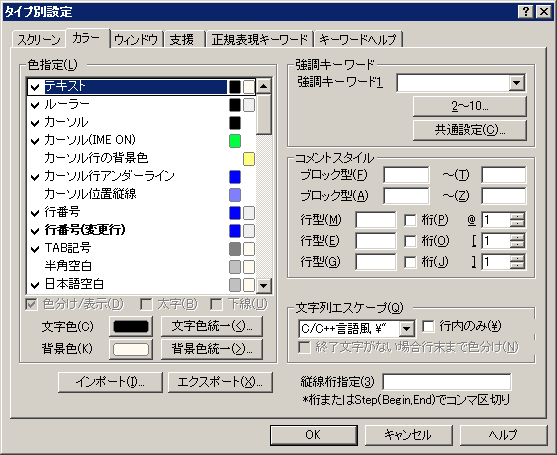 タイプ別設定
スクリーン カラー ウィンドウ 支援 正規表現キーワード キーワードヘルプ
色指定(L)
テキスト
ルーラー
カーソル
カーソル(IME ON)
カーソル行の背景色
カーソル行アンダーライン
カーソル位置縦線
行番号
行番号(変更行)
TAB記号
半角空白
日本語空白
色分け/表示(D) 太字(B) 下線(U)
文字色(C) 文字色統一(<)...
背景色(K) 背景色統一(>)...
インポート(I)... エクスポート(X)...
強調キーワード
強調キーワード1
2～10...
共通設定(C)...
コメントスタイル
ブロック型(F) ～(T)
ブロック型(A) ～(Z)
行型(M) 桁(P) @ 1
行型(E) 桁(O) [ 1
行型(G) 桁(J) ] 1
文字列エスケープ(Q)
C/C++言語風 ¥" 行内のみ(¥)
終了文字がない場合行末まで色分け(N)
縦線桁指定(3)
*桁またはStep(Begin,End)でコンマ区切り
OK キャンセル ヘルプ